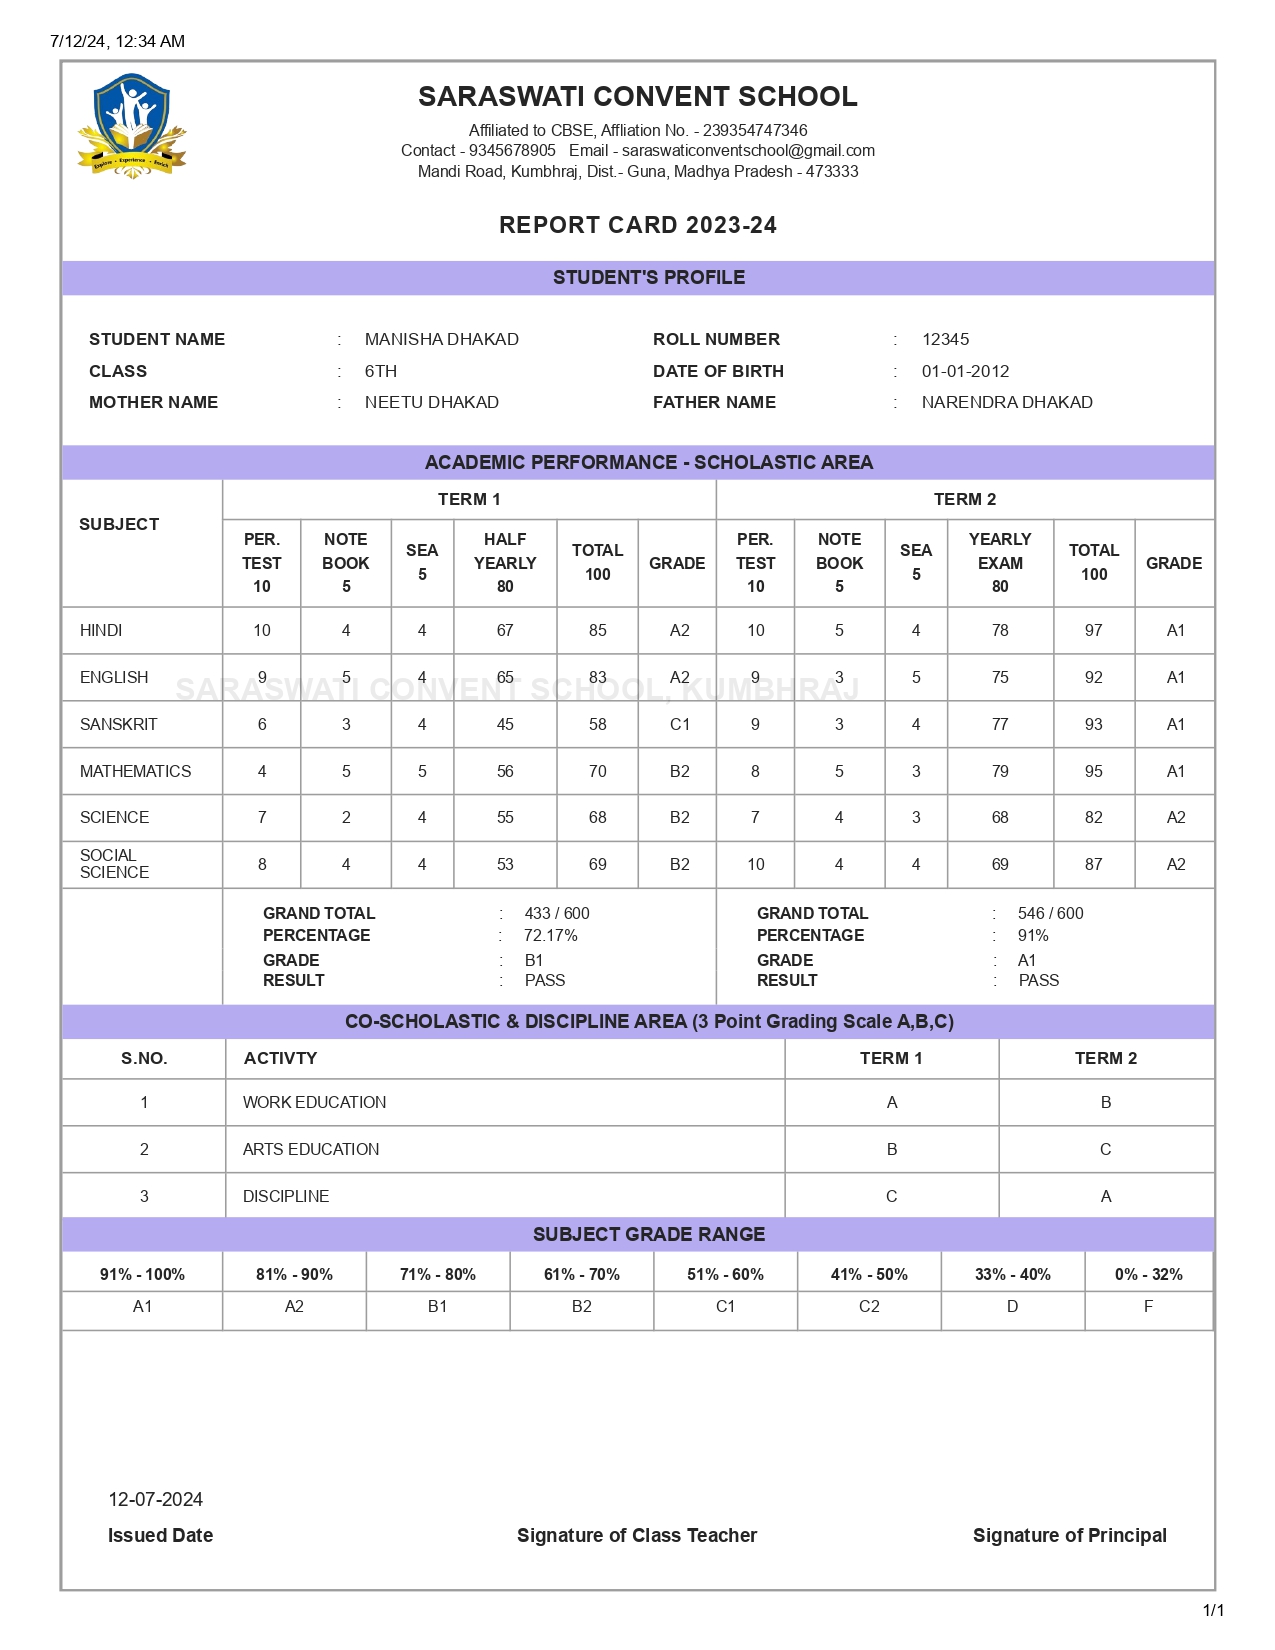 7/12/24, 12:34 AM
SARASWATI CONVENT SCHOOL
Affiliated to CBSE, Affliation No. - 239354747346
Contact - 9345678905 Email - saraswaticonventschool@gmail.com
Mandi Road, Kumbhraj, Dist.- Guna, Madhya Pradesh - 473333
Explore • Experience • Enrich
REPORT CARD 2023-24
STUDENT'S PROFILE
STUDENT NAME : MANISHA DHAKAD ROLL NUMBER : 12345
CLASS : 6TH DATE OF BIRTH : 01-01-2012
MOTHER NAME : NEETU DHAKAD FATHER NAME : NARENDRA DHAKAD
ACADEMIC PERFORMANCE - SCHOLASTIC AREA
SUBJECT TERM 1 TERM 2
PER. TEST 10 NOTE BOOK 5 SEA 5 HALF YEARLY 80 TOTAL 100 GRADE PER. TEST 10 NOTE BOOK 5 SEA 5 YEARLY EXAM 80 TOTAL 100 GRADE
HINDI 10 4 4 67 85 A2 10 5 4 78 97 A1
ENGLISH 9 5 4 65 83 A2 9 3 5 75 92 A1
SARASWATI CONVENT SCHOOL, KUMBHRAJ
SANSKRIT 6 3 4 45 58 C1 9 3 4 77 93 A1
MATHEMATICS 4 5 5 56 70 B2 8 5 3 79 95 A1
SCIENCE 7 2 4 55 68 B2 7 4 3 68 82 A2
SOCIAL SCIENCE 8 4 4 53 69 B2 10 4 4 69 87 A2
GRAND TOTAL : 433 / 600 GRAND TOTAL : 546 / 600
PERCENTAGE : 72.17% PERCENTAGE : 91%
GRADE : B1 GRADE : A1
RESULT : PASS RESULT : PASS
CO-SCHOLASTIC & DISCIPLINE AREA (3 Point Grading Scale A,B,C)
S.NO. ACTIVTY TERM 1 TERM 2
1 WORK EDUCATION A B
2 ARTS EDUCATION B C
3 DISCIPLINE C A
SUBJECT GRADE RANGE
91% - 100% 81% - 90% 71% - 80% 61% - 70% 51% - 60% 41% - 50% 33% - 40% 0% - 32%
A1 A2 B1 B2 C1 C2 D F
12-07-2024
Issued Date Signature of Class Teacher Signature of Principal
1/1